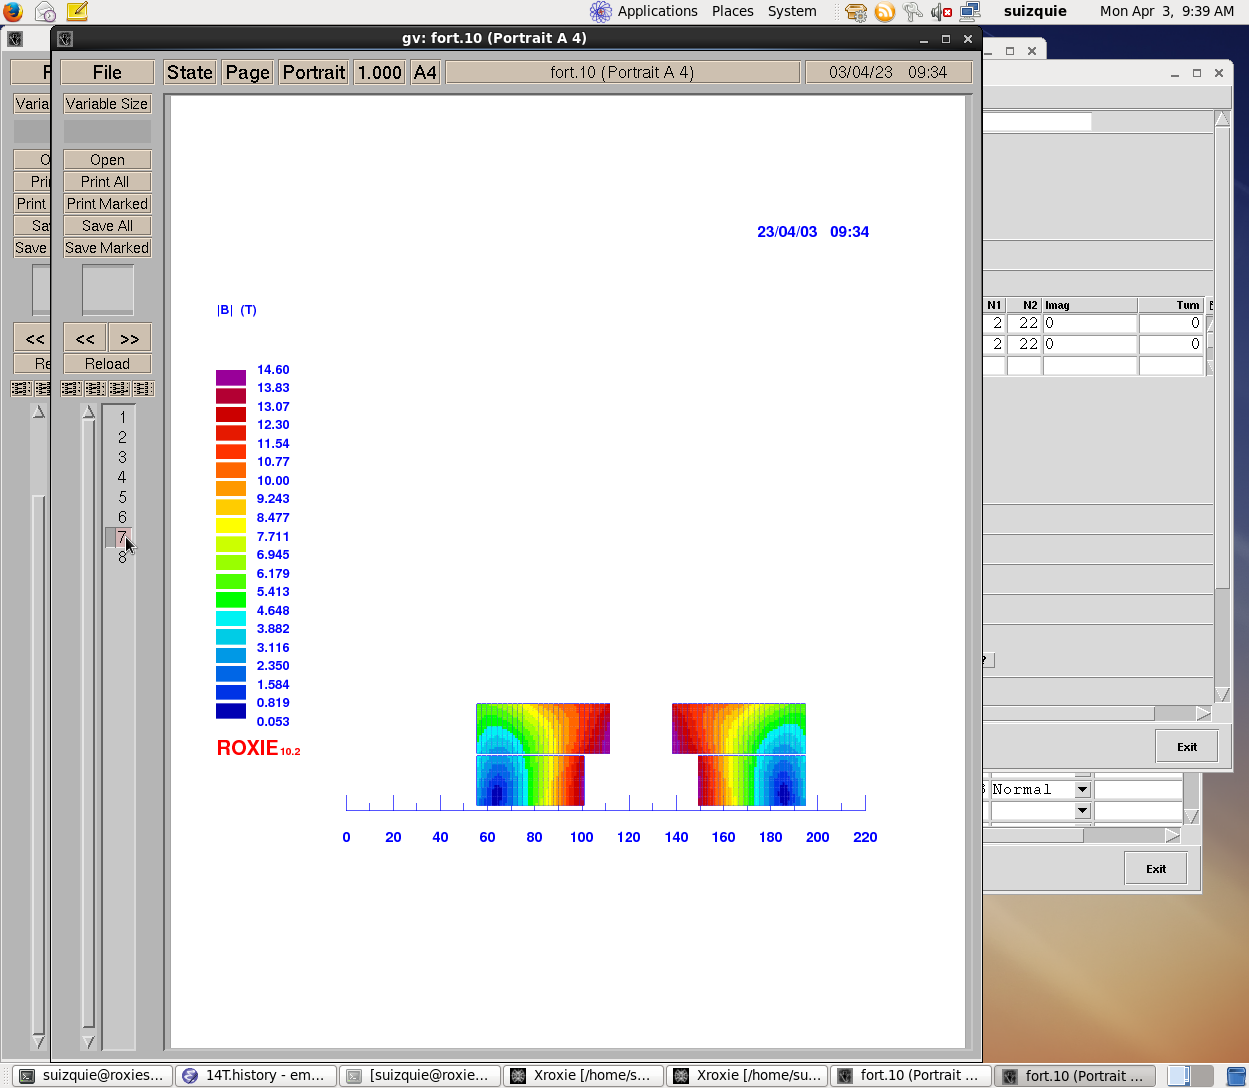 Applications Places System suizquie Mon Apr 3, 9:39 AM
gv: fort.10 (Portrait A 4)
File State Page Portrait 1.000 A4 fort.10 (Portrait A 4) 03/04/23 09:34
Variable Size
Open
Print All
Print Marked
Save All
Save Marked
<< << >>
Reload
1
2
3
4
5
6
7
8
23/04/03 09:34
|B| (T)
14.60
13.83
13.07
12.30
11.54
10.77
10.00
9.243
8.477
7.711
6.945
6.179
5.413
4.648
3.882
3.116
2.350
1.584
0.819
0.053
ROXIE 10.2
0 20 40 60 80 100 120 140 160 180 200 220
N1 N2 Imag Turn
2 22 0 0
2 22 0 0
?
Exit
Normal
Exit
suizquie@roxies... 14T.history - em... [suizquie@roxie... Xroxie [/home/s... Xroxie [/home/su... fort.10 (Portrait ... fort.10 (Portrait ...